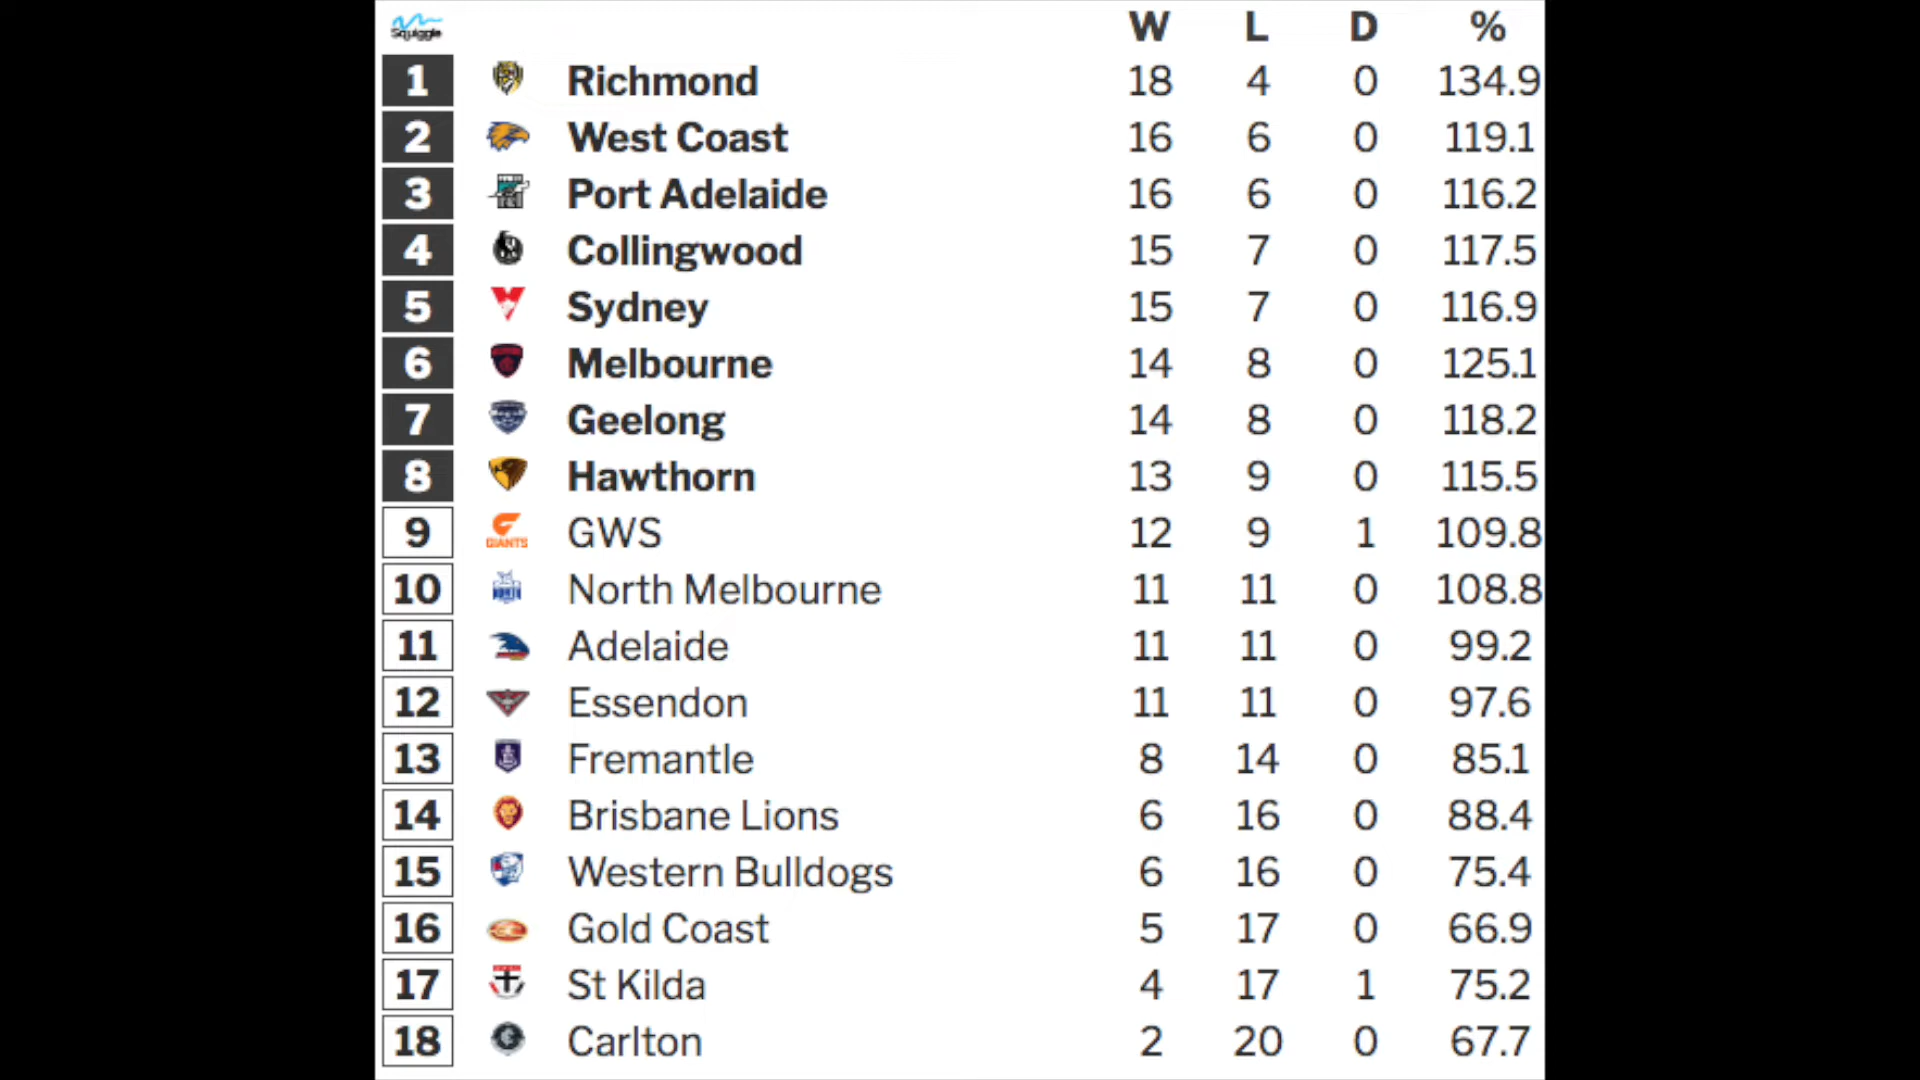 Squiggle W L D %
1 Richmond 18 4 0 134.9
2 West Coast 16 6 0 119.1
3 Port Adelaide 16 6 0 116.2
4 Collingwood 15 7 0 117.5
5 Sydney 15 7 0 116.9
6 Melbourne 14 8 0 125.1
7 Geelong 14 8 0 118.2
8 Hawthorn 13 9 0 115.5
9 GIANTS GWS 12 9 1 109.8
10 NORTH North Melbourne 11 11 0 108.8
11 Adelaide 11 11 0 99.2
12 Essendon 11 11 0 97.6
13 Fremantle 8 14 0 85.1
14 Brisbane Lions 6 16 0 88.4
15 Western Bulldogs 6 16 0 75.4
16 Gold Coast 5 17 0 66.9
17 St Kilda 4 17 1 75.2
18 Carlton 2 20 0 67.7